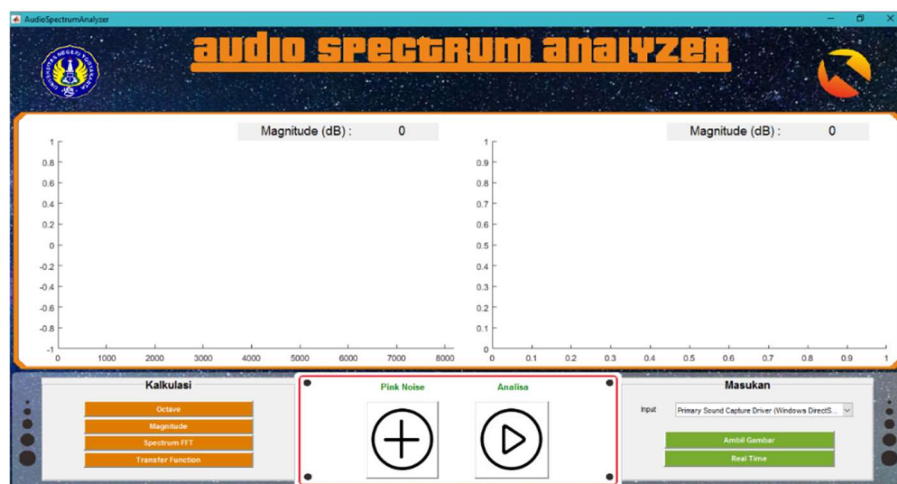 AudioSpectrumAnalyzer
AUDIO SPECTRUM ANALYZER
Magnitude (dB) : 0
Magnitude (dB) : 0
1
0.8
0.6
0.4
0.2
0
-0.2
-0.4
-0.6
-0.8
-1
0 1000 2000 3000 4000 5000 6000 7000 8000
1
0.9
0.8
0.7
0.6
0.5
0.4
0.3
0.2
0.1
0
0 0.1 0.2 0.3 0.4 0.5 0.6 0.7 0.8 0.9 1
Kalkulasi
Octave
Magnitude
Spectrum FFT
Transfer Function
Pink Noise
Analisa
Masukan
Input Primary Sound Capture Driver (Windows DirectS...
Ambil Gambar
Real Time